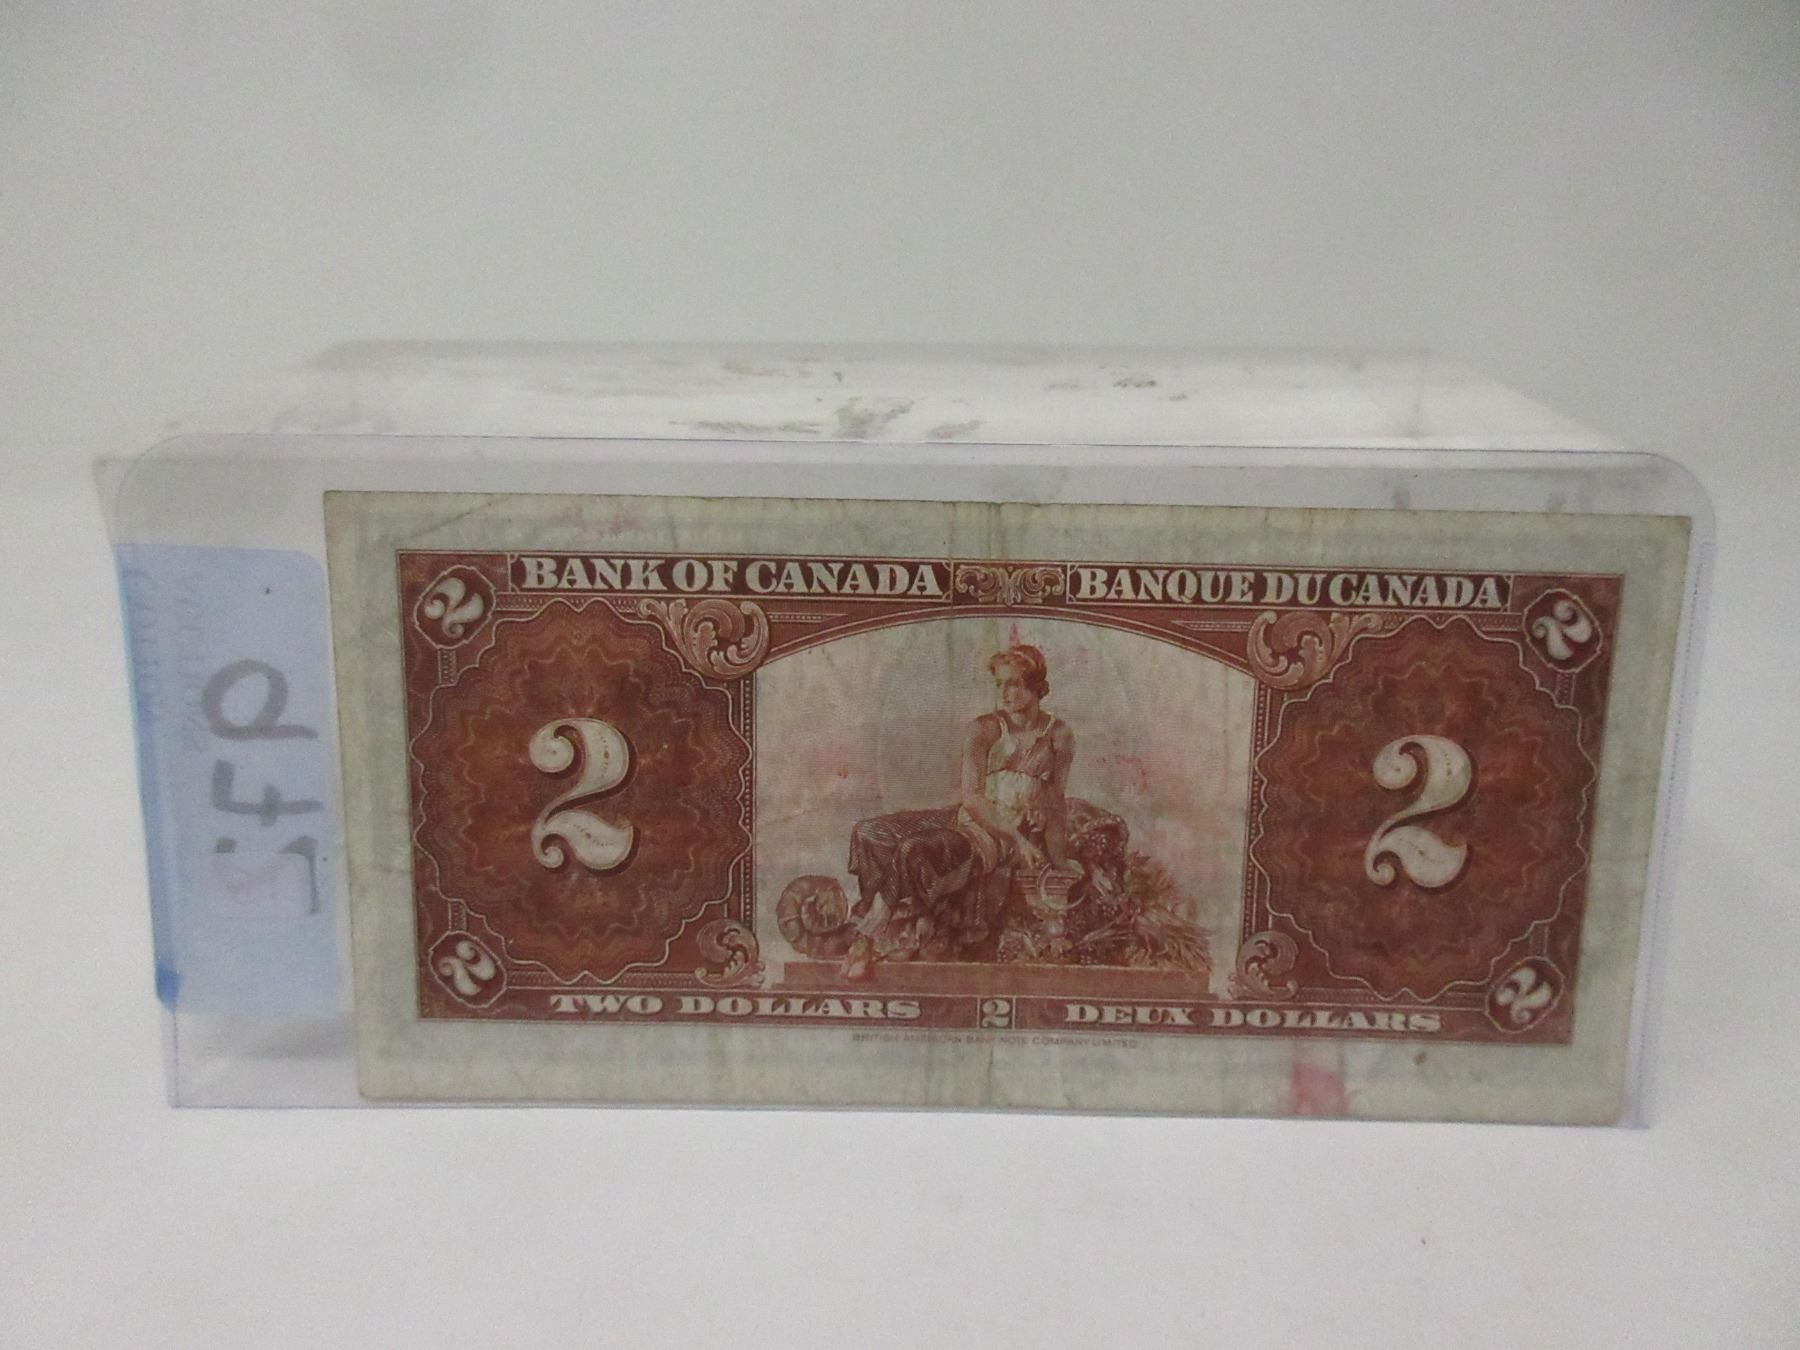 BANK OF CANADA BANQUE DU CANADA
2 2
2 2
2 2
TWO DOLLARS 2 DEUX DOLLARS
BRITISH AMERICAN BANK NOTE COMPANY LIMITED